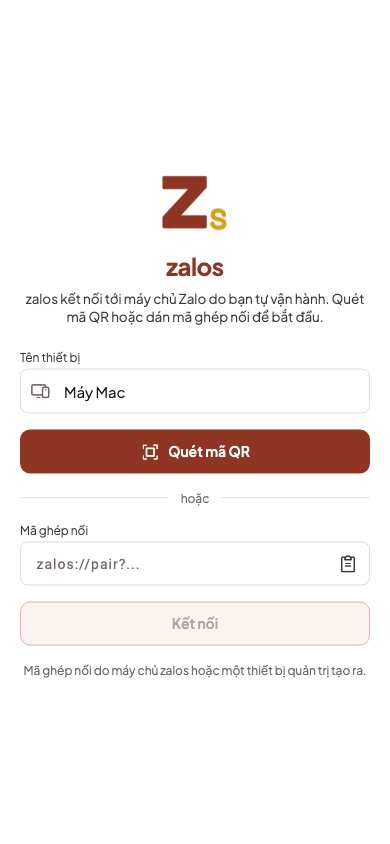 Zs
zalos
zalos kết nối tới máy chủ Zalo do bạn tự vận hành. Quét
mã QR hoặc dán mã ghép nối để bắt đầu.
Tên thiết bị
Máy Mac
Quét mã QR
hoặc
Mã ghép nối
zalos://pair?...
Kết nối
Mã ghép nối do máy chủ zalos hoặc một thiết bị quản trị tạo ra.